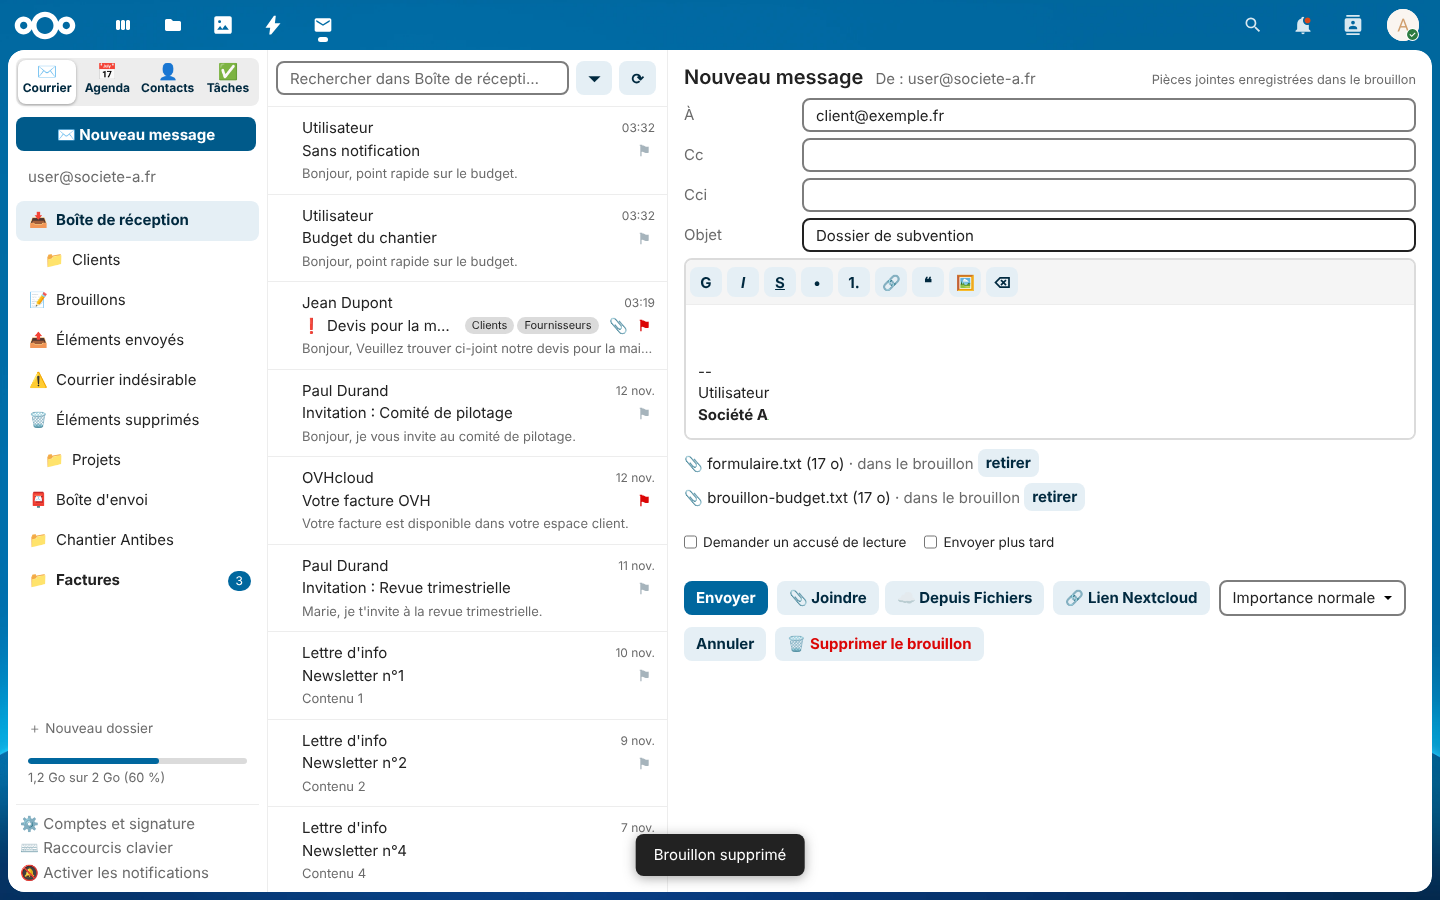 Courrier
Agenda
Contacts
Tâches
Nouveau message
user@societe-a.fr
Boîte de réception
Clients
Brouillons
Éléments envoyés
Courrier indésirable
Éléments supprimés
Projets
Boîte d'envoi
Chantier Antibes
Factures 3
+ Nouveau dossier
1,2 Go sur 2 Go (60 %)
Comptes et signature
Raccourcis clavier
Activer les notifications
Rechercher dans Boîte de récepti...
Utilisateur 03:32
Sans notification
Bonjour, point rapide sur le budget.
Utilisateur 03:32
Budget du chantier
Bonjour, point rapide sur le budget.
Jean Dupont 03:19
Devis pour la m... Clients Fournisseurs
Bonjour, Veuillez trouver ci-joint notre devis pour la mai...
Paul Durand 12 nov.
Invitation : Comité de pilotage
Bonjour, je vous invite au comité de pilotage.
OVHcloud 12 nov.
Votre facture OVH
Votre facture est disponible dans votre espace client.
Paul Durand 11 nov.
Invitation : Revue trimestrielle
Marie, je t'invite à la revue trimestrielle.
Lettre d'info 10 nov.
Newsletter n°1
Contenu 1
Lettre d'info 9 nov.
Newsletter n°2
Contenu 2
Lettre d'info 7 nov.
Newsletter n°4
Contenu 4
A
Nouveau message De : user@societe-a.fr Pièces jointes enregistrées dans le brouillon
À client@exemple.fr
Cc
Cci
Objet Dossier de subvention
G I S • 1. ❝
--
Utilisateur
Société A
formulaire.txt (17 o) · dans le brouillon retirer
brouillon-budget.txt (17 o) · dans le brouillon retirer
Demander un accusé de lecture Envoyer plus tard
Envoyer Joindre Depuis Fichiers Lien Nextcloud Importance normale
Annuler Supprimer le brouillon
Brouillon supprimé